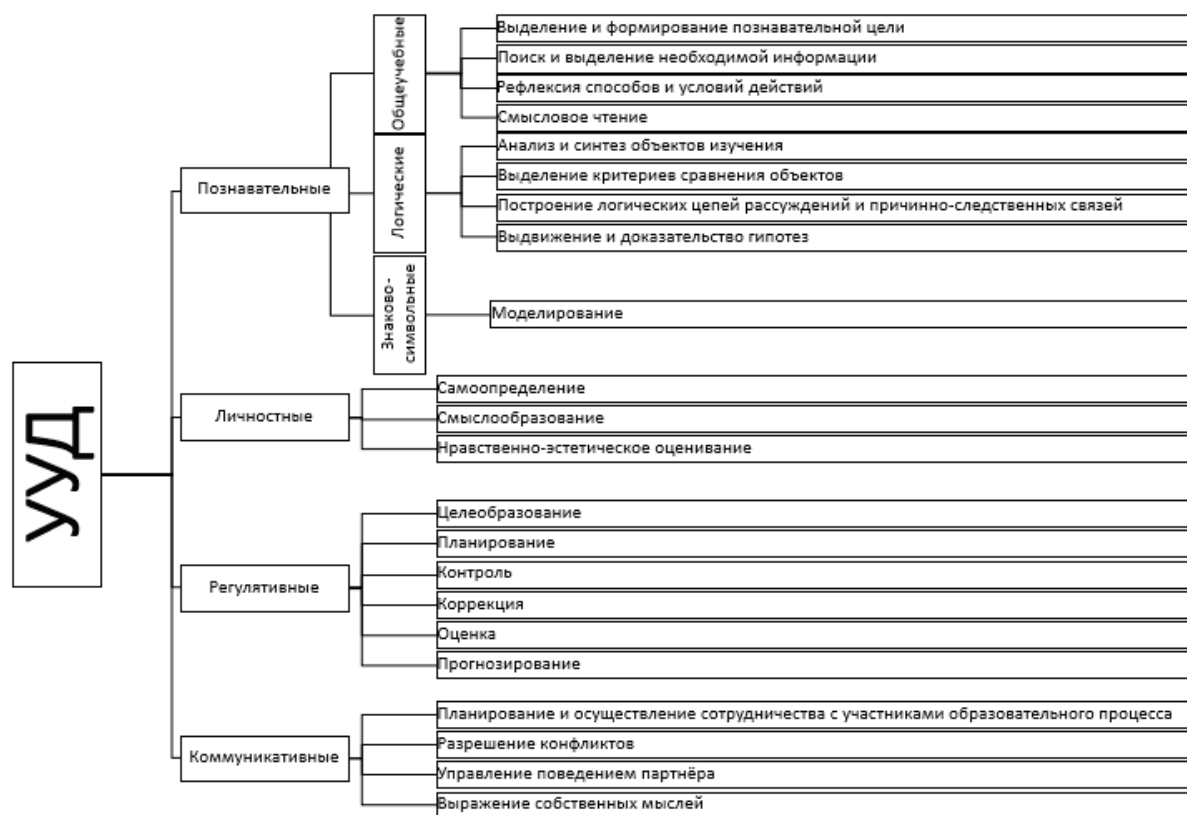 УУД
Познавательные
Общеучебные
Выделение и формирование познавательной цели
Поиск и выделение необходимой информации
Рефлексия способов и условий действий
Смысловое чтение
Логические
Анализ и синтез объектов изучения
Выделение критериев сравнения объектов
Построение логических цепей рассуждений и причинно-следственных связей
Выдвижение и доказательство гипотез
Знаково-
символьные
Моделирование
Личностные
Самоопределение
Смыслообразование
Нравственно-эстетическое оценивание
Регулятивные
Целеобразование
Планирование
Контроль
Коррекция
Оценка
Прогнозирование
Коммуникативные
Планирование и осуществление сотрудничества с участниками образовательного процесса
Разрешение конфликтов
Управление поведением партнёра
Выражение собственных мыслей